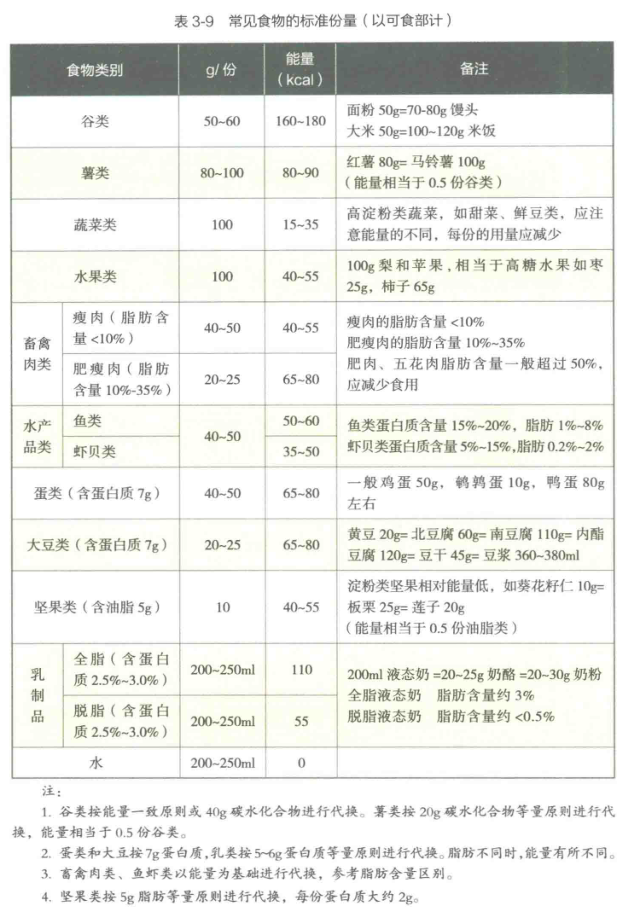 表 3-9 常见食物的标准份量（以可食部计）
食物类别 g/份 能量（kcal） 备注
谷类 50~60 160~180 面粉 50g=70-80g 馒头
大米 50g=100~120g 米饭
薯类 80~100 80~90 红薯 80g= 马铃薯 100g
（能量相当于 0.5 份谷类）
蔬菜类 100 15~35 高淀粉类蔬菜，如甜菜、鲜豆类，应注
意能量的不同，每份的用量应减少
水果类 100 40~55 100g 梨和苹果，相当于高糖水果如枣
25g，柿子 65g
畜禽
肉类
瘦肉（脂肪含
量 <10%） 40~50 40~55
肥瘦肉（脂肪
含量 10%-35%） 20~25 65~80
瘦肉的脂肪含量 <10%
肥瘦肉的脂肪含量 10%~35%
肥肉、五花肉脂肪含量一般超过 50%，
应减少食用
水产
品类
鱼类 40~50 50~60 鱼类蛋白质含量 15%~20%，脂肪 1%~8%
虾贝类 35~50 虾贝类蛋白质含量 5%~15%,脂肪 0.2%~2%
蛋类（含蛋白质 7g） 40~50 65~80 一般鸡蛋 50g，鹌鹑蛋 10g，鸭蛋 80g
左右
大豆类（含蛋白质 7g） 20~25 65~80 黄豆 20g= 北豆腐 60g= 南豆腐 110g= 内酯
豆腐 120g= 豆干 45g= 豆浆 360~380ml
坚果类（含油脂 5g） 10 40~55 淀粉类坚果相对能量低，如葵花籽仁 10g=
板栗 25g= 莲子 20g
（能量相当于 0.5 份油脂类）
乳
制
品
全脂（含蛋白
质 2.5%~3.0%） 200~250ml 110
脱脂（含蛋白
质 2.5%~3.0%） 200~250ml 55
200ml 液态奶 =20~25g 奶酪 =20~30g 奶粉
全脂液态奶 脂肪含量约 3%
脱脂液态奶 脂肪含量约 <0.5%
水 200~250ml 0
注：
1. 谷类按能量一致原则或 40g 碳水化合物进行代换。薯类按 20g 碳水化合物等量原则进行代
换，能量相当于 0.5 份谷类。
2. 蛋类和大豆按 7g 蛋白质,乳类按 5~6g 蛋白质等量原则进行代换。脂肪不同时,能量有所不同。
3. 畜禽肉类、鱼虾类以能量为基础进行代换，参考脂肪含量区别。
4. 坚果类按 5g 脂肪等量原则进行代换，每份蛋白质大约 2g。